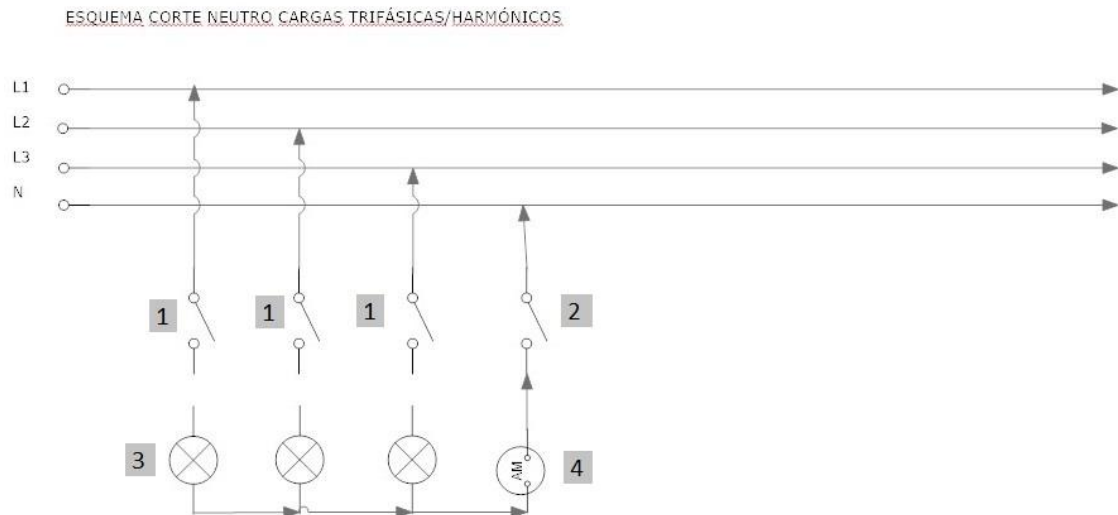 ESQUEMA CORTE NEUTRO CARGAS TRIFÁSICAS/HARMÓNICOS
L1
L2
L3
N
1 1 1 2
3 AM 4